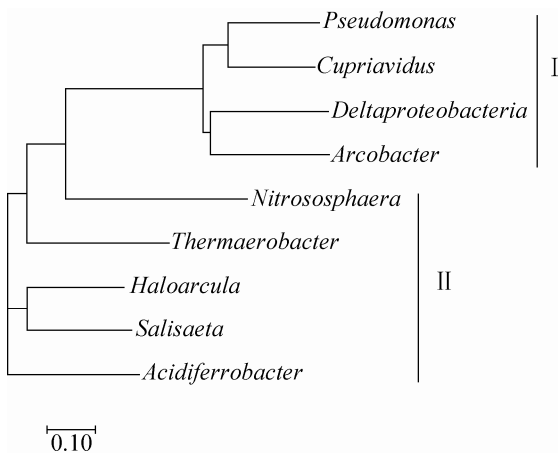 Pseudomonas
Cupriavidus
I
Deltaproteobacteria
Arcobacter
Nitrososphaera
Thermaerobacter
II
Haloarcula
Salisaeta
Acidiferrobacter
0.10